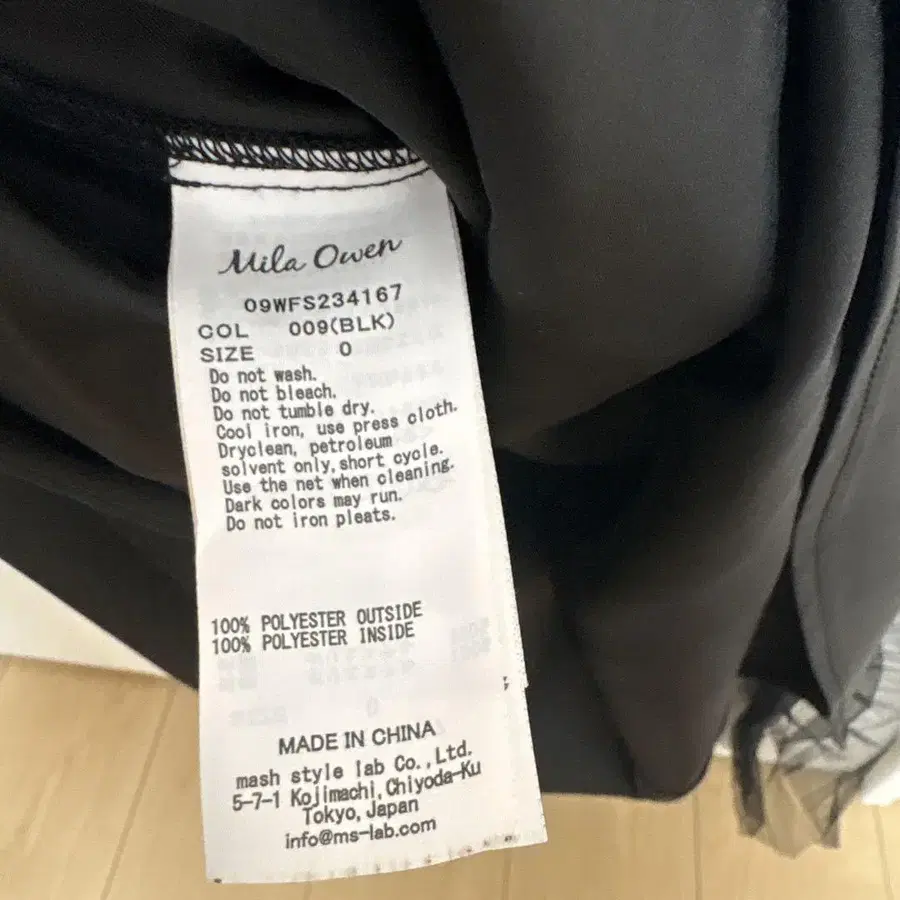 Mila Owen
09WFS234167
COL 009(BLK)
SIZE 0
Do not wash.
Do not bleach.
Do not tumble dry.
Cool iron, use press cloth.
Dryclean, petroleum
solvent only,short cycle.
Use the net when cleaning.
Dark colors may run.
Do not iron pleats.
100% POLYESTER OUTSIDE
100% POLYESTER INSIDE
MADE IN CHINA
mash style lab Co.,Ltd.
5-7-1 Kojimachi,Chiyoda-Ku
Tokyo,Japan
info@ms-lab.com